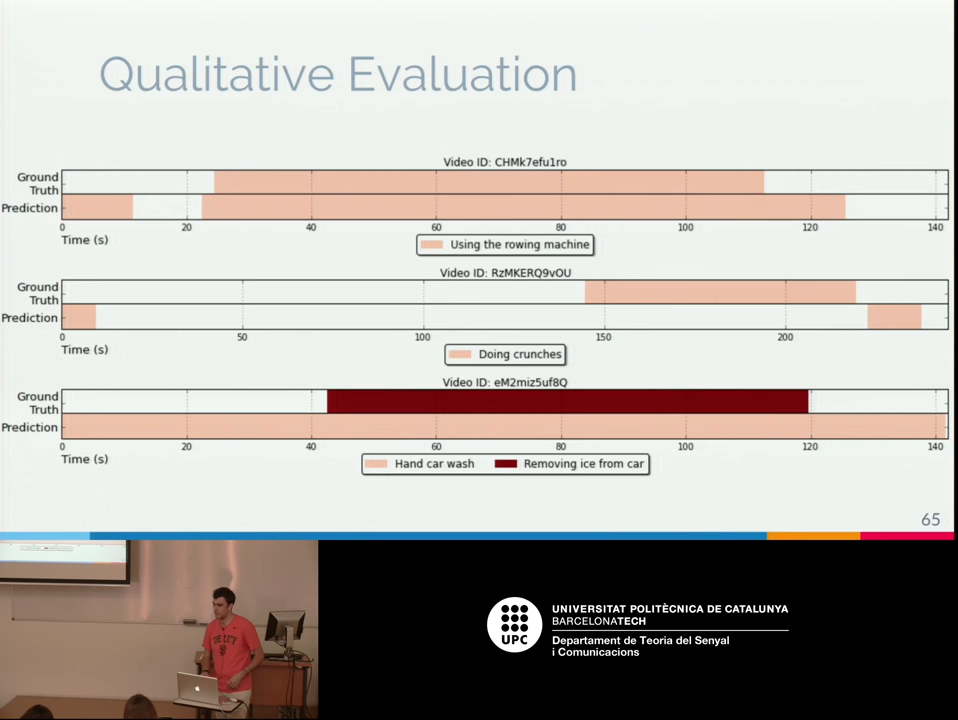 Qualitative Evaluation
Video ID: CHMk7efu1ro
Ground
Truth
Prediction
0 20 40 60 80 100 120 140
Time (s)
Using the rowing machine
Video ID: RzMKERQ9vOU
Ground
Truth
Prediction
0 50 100 150 200
Time (s)
Doing crunches
Video ID: eM2miz5uf8Q
Ground
Truth
Prediction
0 20 40 60 80 100 120 140
Time (s)
Hand car wash Removing ice from car
65
THE CITY
UPC
UNIVERSITAT POLITÈCNICA DE CATALUNYA
BARCELONATECH
Departament de Teoria del Senyal
i Comunicacions